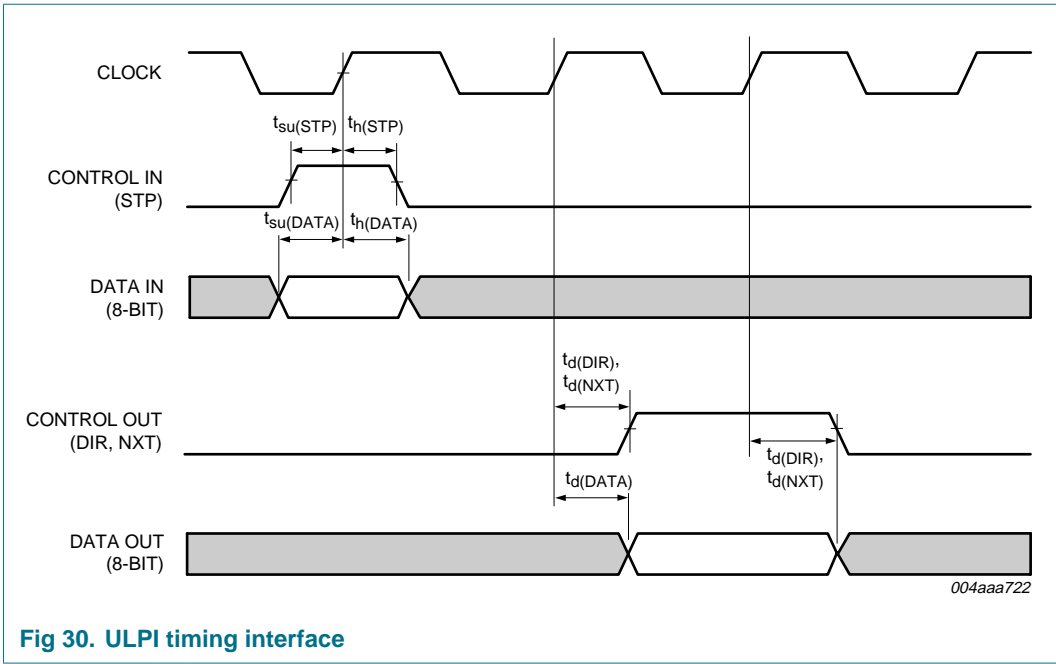 CLOCK
tsu(STP) th(STP)
CONTROL IN
(STP)
tsu(DATA) th(DATA)
DATA IN
(8-BIT)
td(DIR),
td(NXT)
CONTROL OUT
(DIR, NXT)
td(DIR),
td(NXT)
td(DATA)
DATA OUT
(8-BIT)
004aaa722
Fig 30. ULPI timing interface